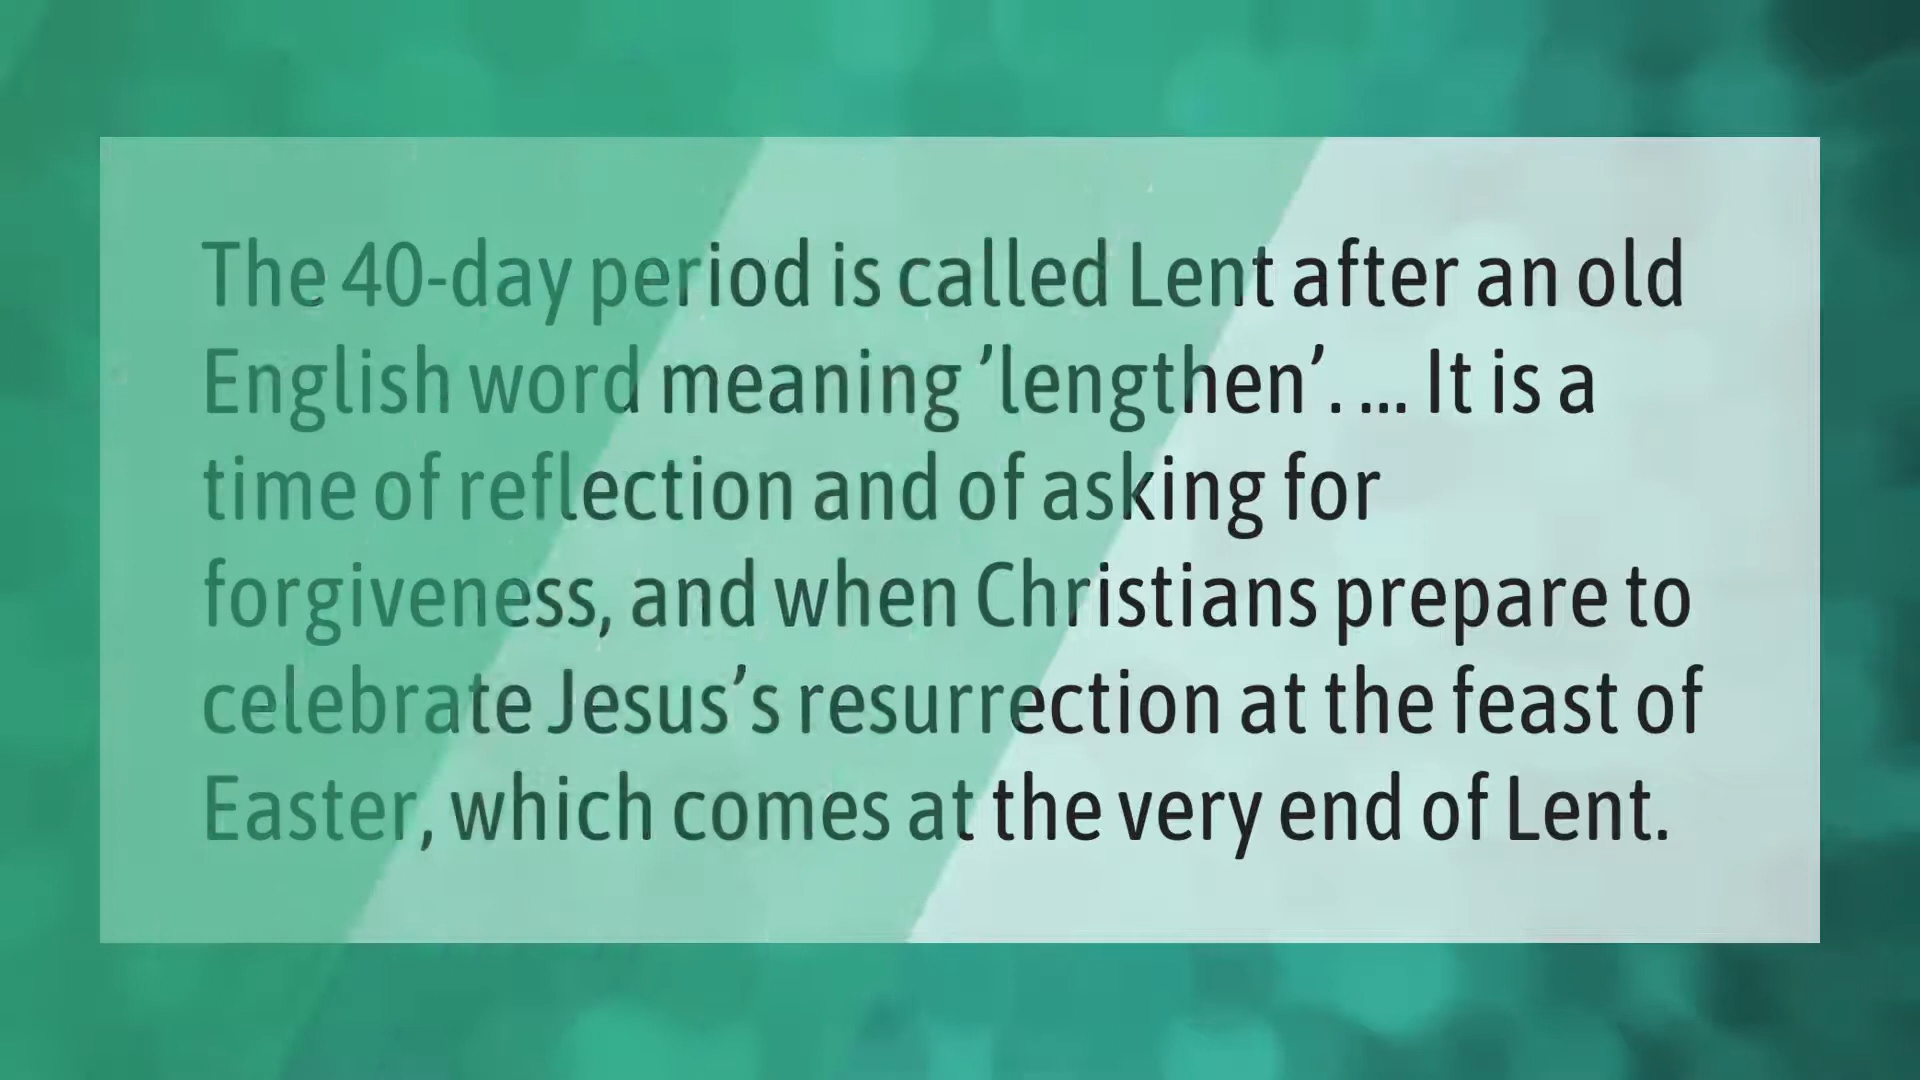 The 40-day period is called Lent after an old
English word meaning ’lengthen’. ... It is a
time of reflection and of asking for
forgiveness, and when Christians prepare to
celebrate Jesus’s resurrection at the feast of
Easter, which comes at the very end of Lent.